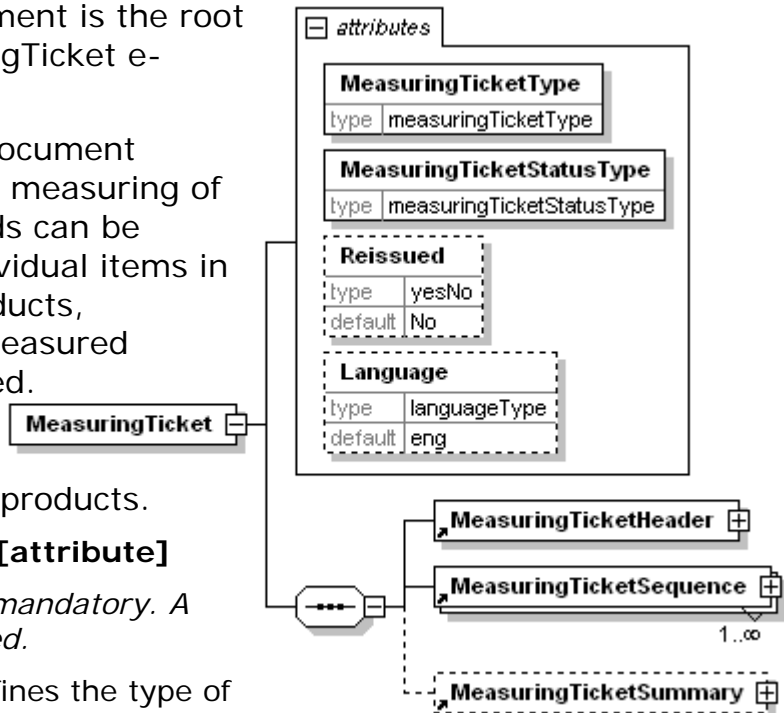 ment is the root
gTicket e-
ocument
measuring of
ds can be
vidual items in
ducts,
easured
ed.
products.
[attribute]
mandatory. A
ed.
fines the type of
attributes
MeasuringTicketType
type measuringTicketType
MeasuringTicketStatusType
type measuringTicketStatusType
Reissued
type yesNo
default No
Language
type languageType
default eng
MeasuringTicket
MeasuringTicketHeader
MeasuringTicketSequence
1..∞
MeasuringTicketSummary